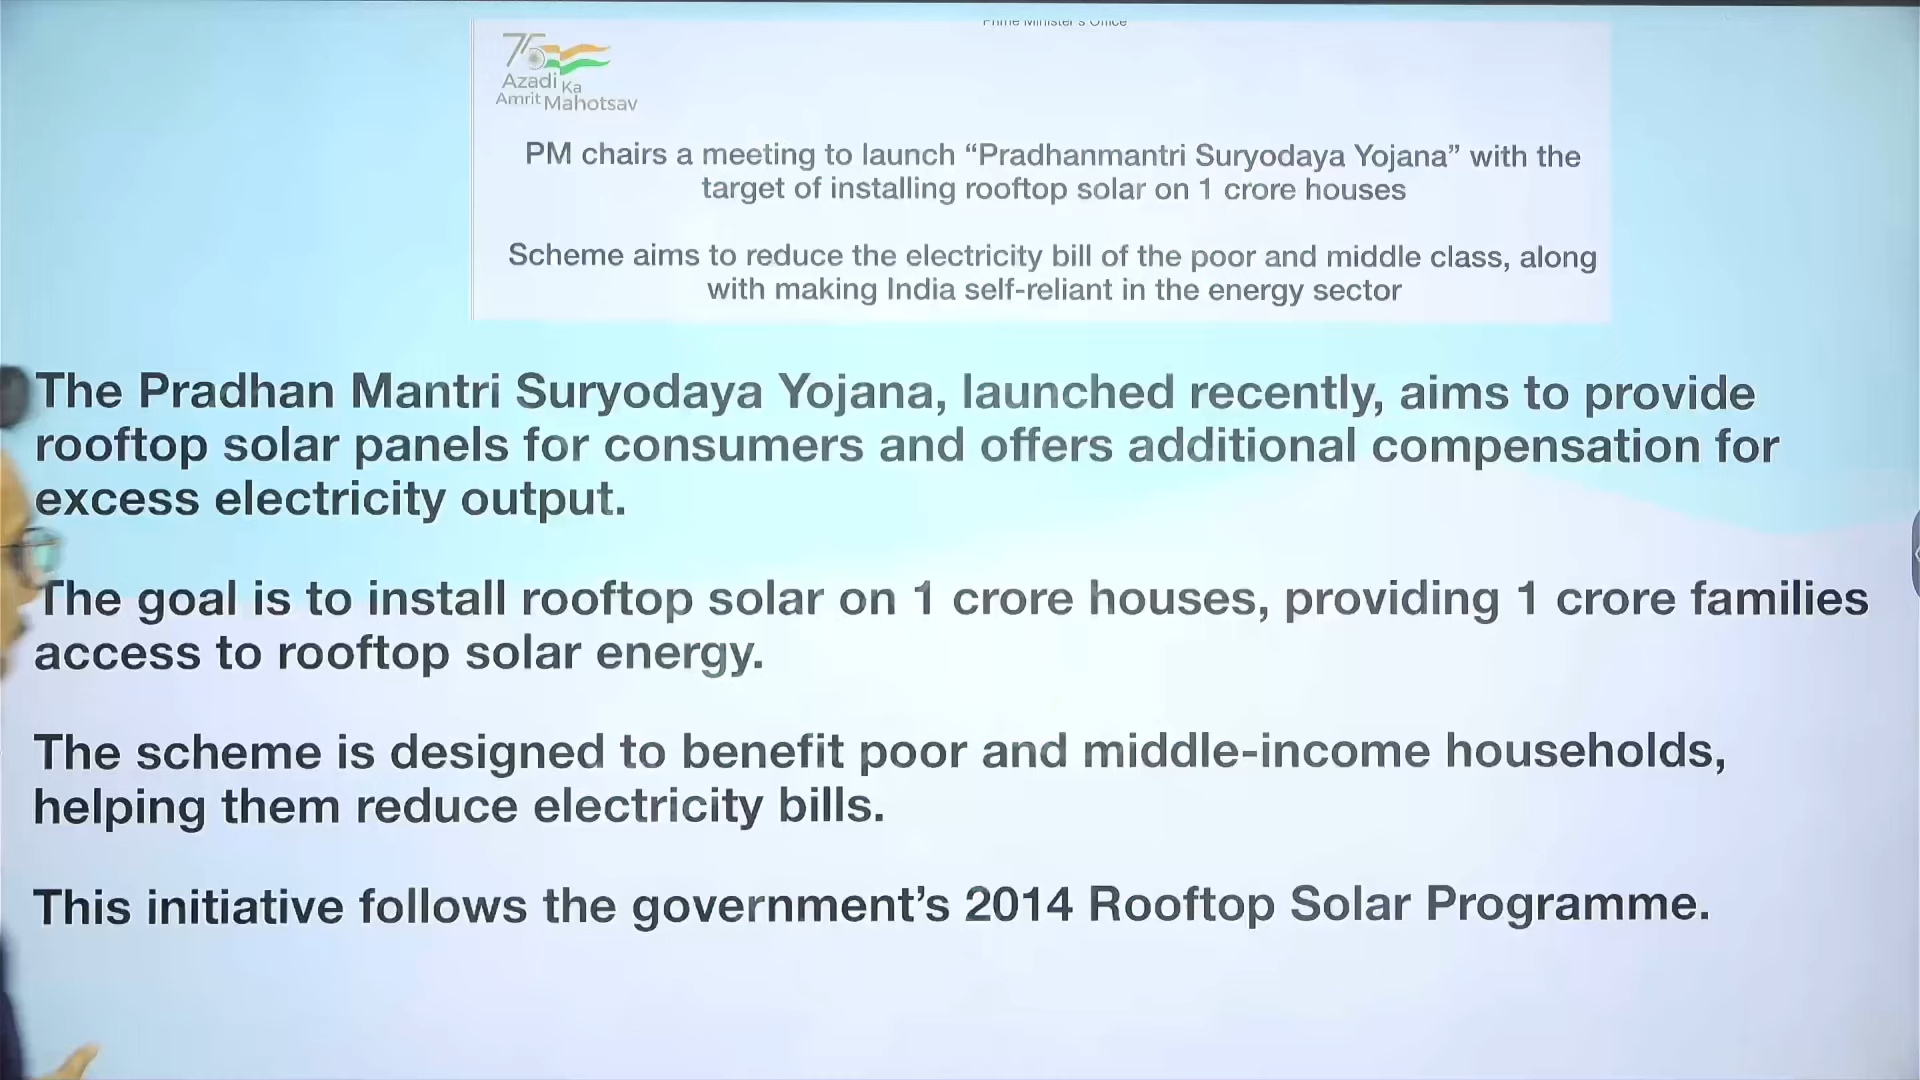 Prime Minister's Office
75
Azadi Ka
Amrit Mahotsav
PM chairs a meeting to launch “Pradhanmantri Suryodaya Yojana” with the
target of installing rooftop solar on 1 crore houses
Scheme aims to reduce the electricity bill of the poor and middle class, along
with making India self-reliant in the energy sector
The Pradhan Mantri Suryodaya Yojana, launched recently, aims to provide
rooftop solar panels for consumers and offers additional compensation for
excess electricity output.
The goal is to install rooftop solar on 1 crore houses, providing 1 crore families
access to rooftop solar energy.
The scheme is designed to benefit poor and middle-income households,
helping them reduce electricity bills.
This initiative follows the government’s 2014 Rooftop Solar Programme.